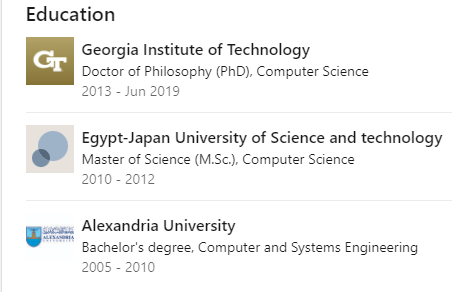 Education
GT
Georgia Institute of Technology
Doctor of Philosophy (PhD), Computer Science
2013 - Jun 2019
Egypt-Japan University of Science and technology
Master of Science (M.Sc.), Computer Science
2010 - 2012
ALEXANDRIA
Alexandria University
Bachelor's degree, Computer and Systems Engineering
2005 - 2010